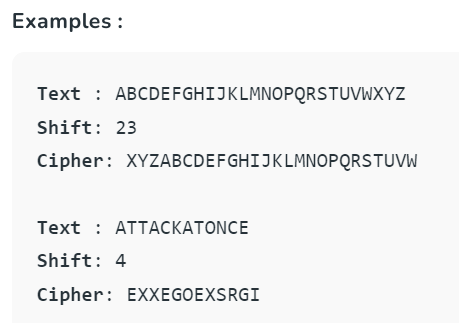 Examples :
Text : ABCDEFGHIJKLMNOPQRSTUVWXYZ
Shift: 23
Cipher: XYZABCDEFGHIJKLMNOPQRSTUVW
Text : ATTACKATONCE
Shift: 4
Cipher: EXXEGOEXSRGI